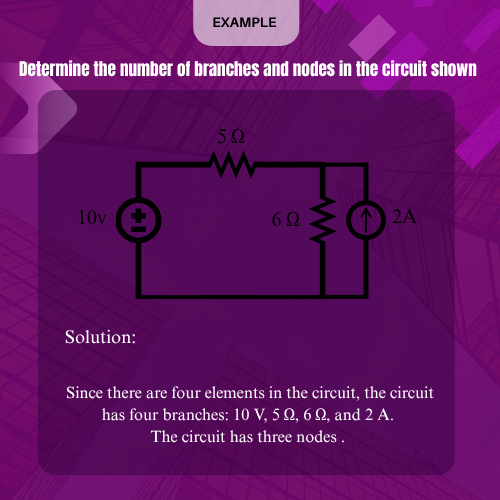 EXAMPLE
Determine the number of branches and nodes in the circuit shown
5 Ω
10v
6 Ω
2A
Solution:
Since there are four elements in the circuit, the circuit
has four branches: 10 V, 5 Ω, 6 Ω, and 2 A.
The circuit has three nodes .